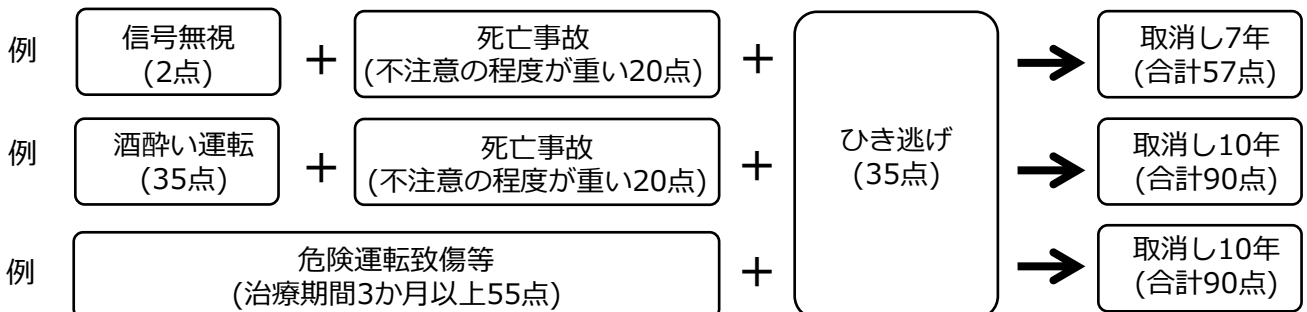 例
信号無視
(2点)
＋
死亡事故
(不注意の程度が重い20点)
＋
ひき逃げ
(35点)
取消し7年
(合計57点)
例
酒酔い運転
(35点)
＋
死亡事故
(不注意の程度が重い20点)
＋
取消し10年
(合計90点)
例
危険運転致傷等
(治療期間3か月以上55点)
＋
取消し10年
(合計90点)